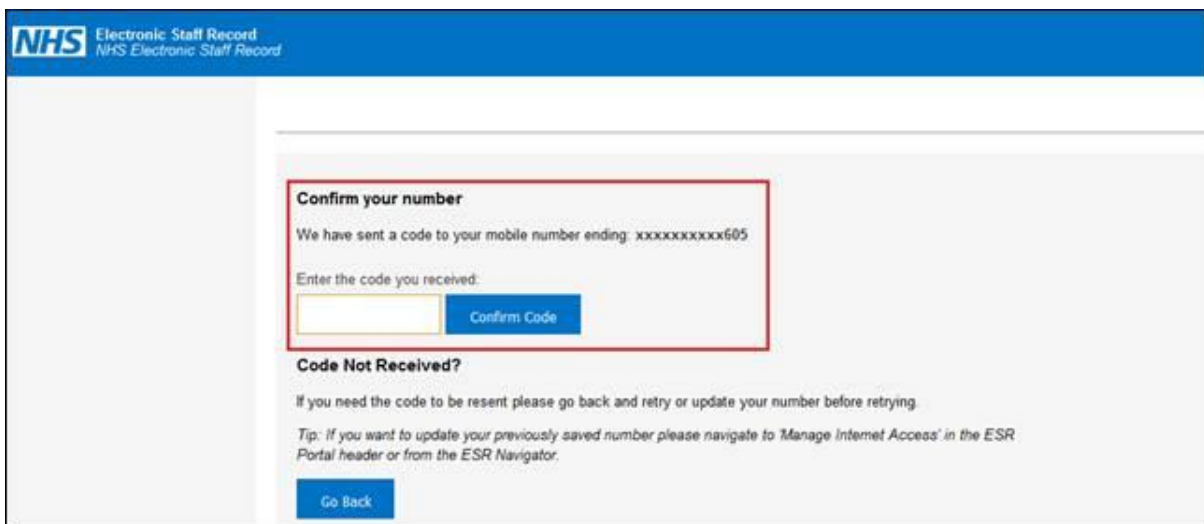 NHS
Electronic Staff Record
NHS Electronic Staff Record
Confirm your number
We have sent a code to your mobile number ending: xxxxxxxxxx605
Enter the code you received:
Confirm Code
Code Not Received?
If you need the code to be resent please go back and retry or update your number before retrying.
Tip: If you want to update your previously saved number please navigate to 'Manage Internet Access' in the ESR
Portal header or from the ESR Navigator.
Go Back